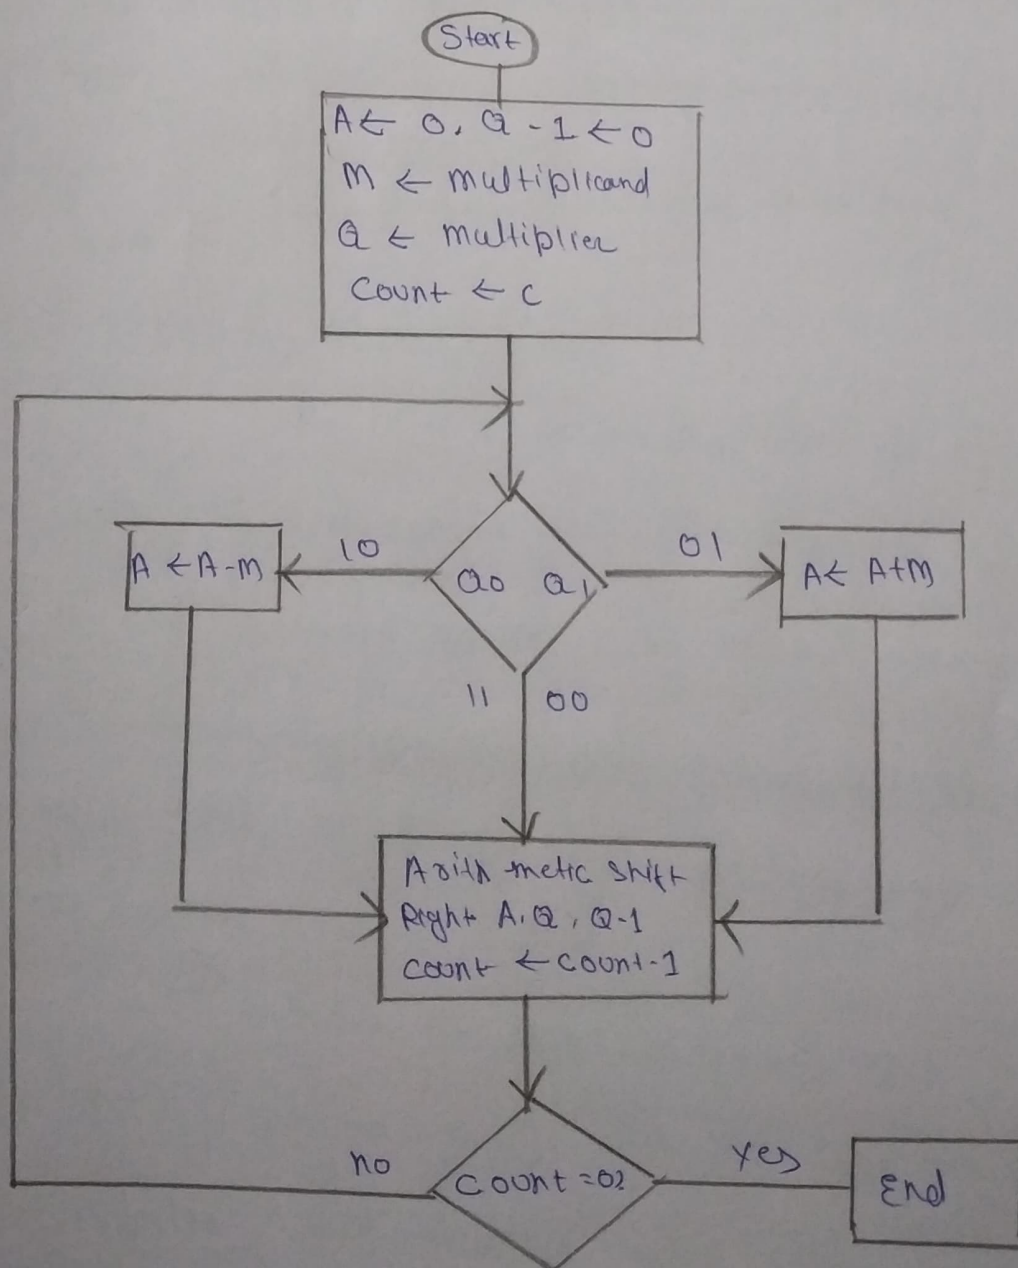 Start
A ← 0, Q -1 ← 0
M ← multiplicand
Q ← multiplier
Count ← C
10
01
A ← A-M
Q0 Q1
A ← A+M
11 00
Arithmetic Shift
Right A, Q, Q-1
Count ← Count-1
no
Count = 0?
Yes
End